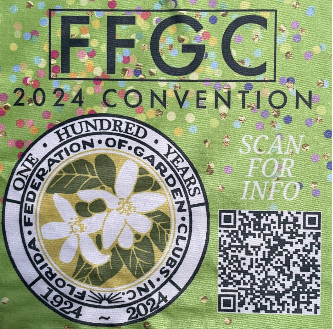 FFGC
2024 CONVENTION
ONE · HUNDRED · YEARS
FLORIDA · FEDERATION · OF · GARDEN · CLUBS · INC
1924 ~ 2024
SCAN
FOR
INFO